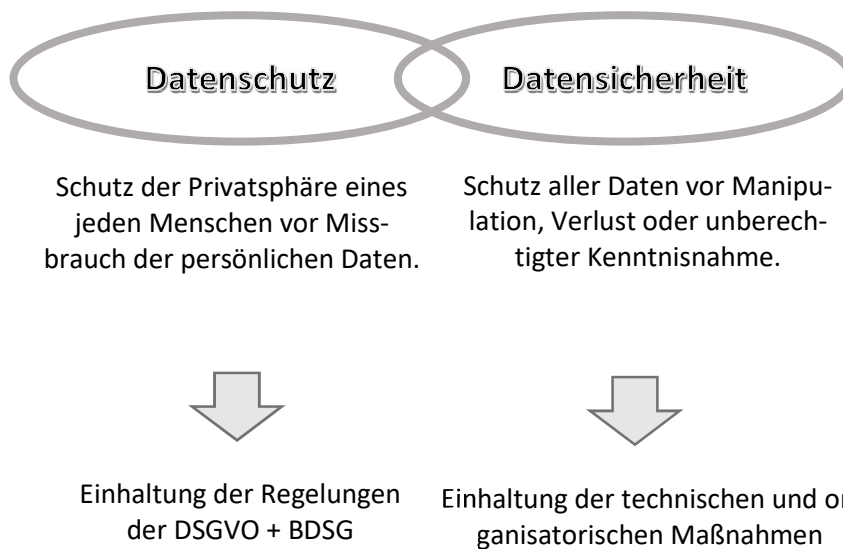 Datenschutz
Datensicherheit
Schutz der Privatsphäre eines
jeden Menschen vor Miss-
brauch der persönlichen Daten.
Schutz aller Daten vor Manipu-
lation, Verlust oder unberech-
tigter Kenntnisnahme.
Einhaltung der Regelungen
der DSGVO + BDSG
Einhaltung der technischen und or
ganisatorischen Maßnahmen